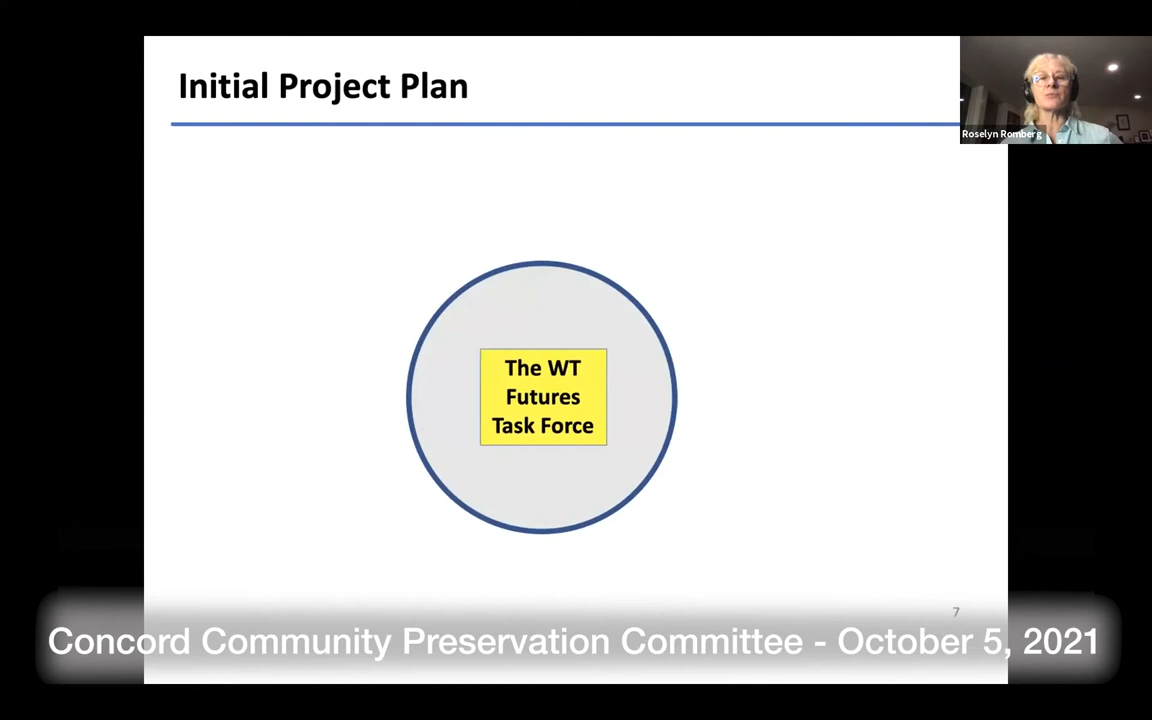 Initial Project Plan
Roselyn Romberg
The WT
Futures
Task Force
7
Concord Community Preservation Committee - October 5, 2021